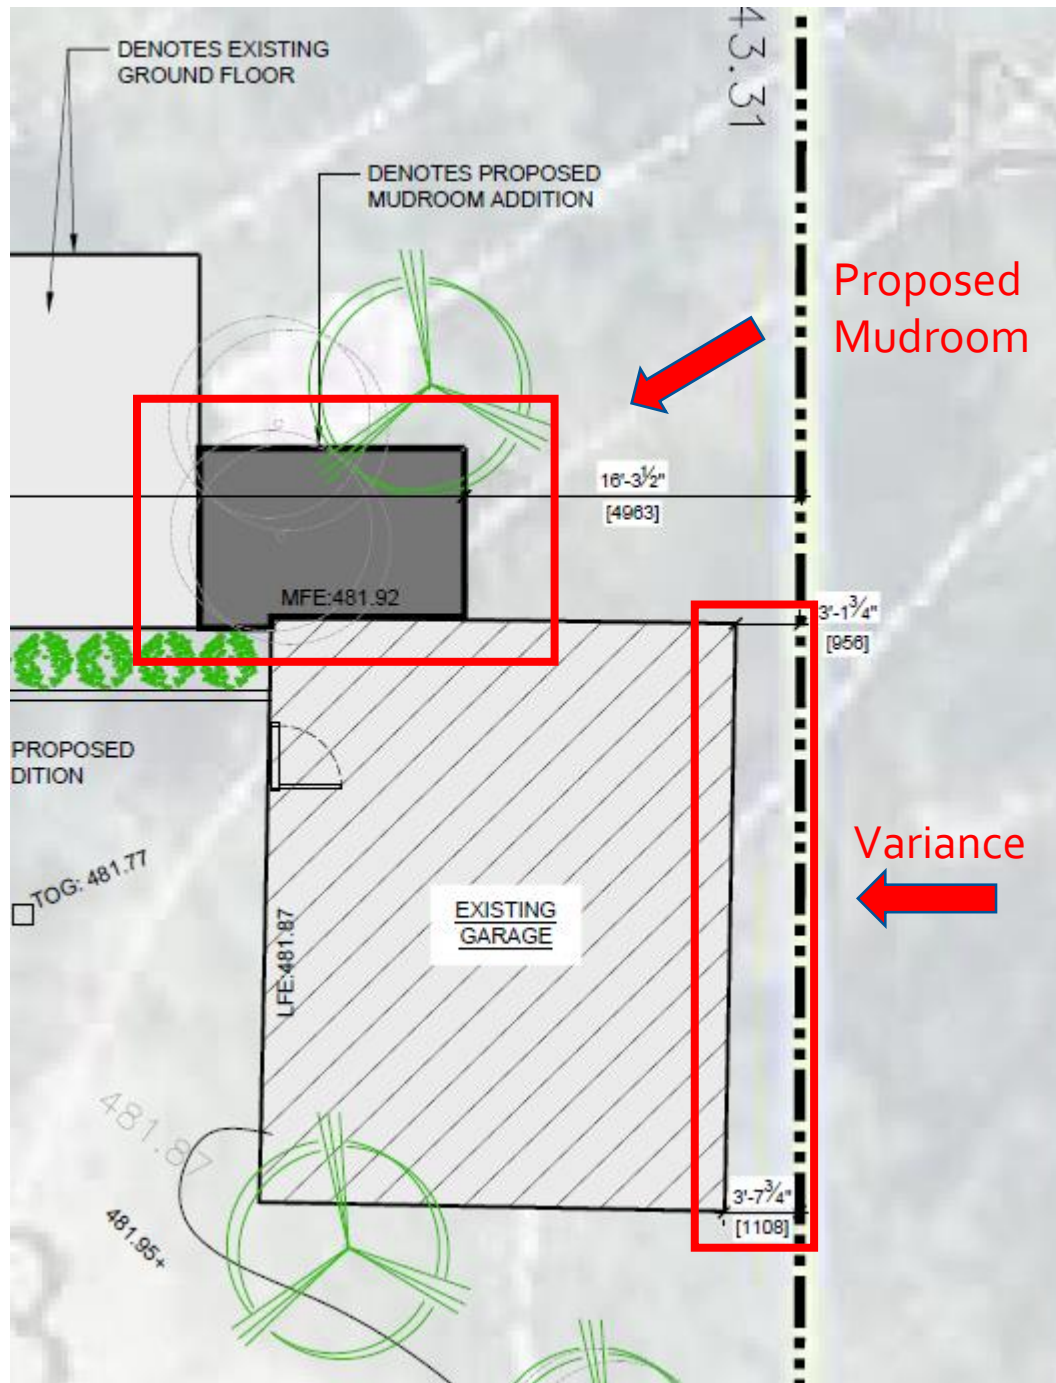 DENOTES EXISTING
GROUND FLOOR
43.31
DENOTES PROPOSED
MUDROOM ADDITION
Proposed
Mudroom
16'-3½"
[4963]
MFE:481.92
3'-1¾"
[956]
PROPOSED
DITION
TOG: 481.77
Variance
EXISTING
GARAGE
LFE:481.87
481.87
481.95+
3'-7¾"
[1108]